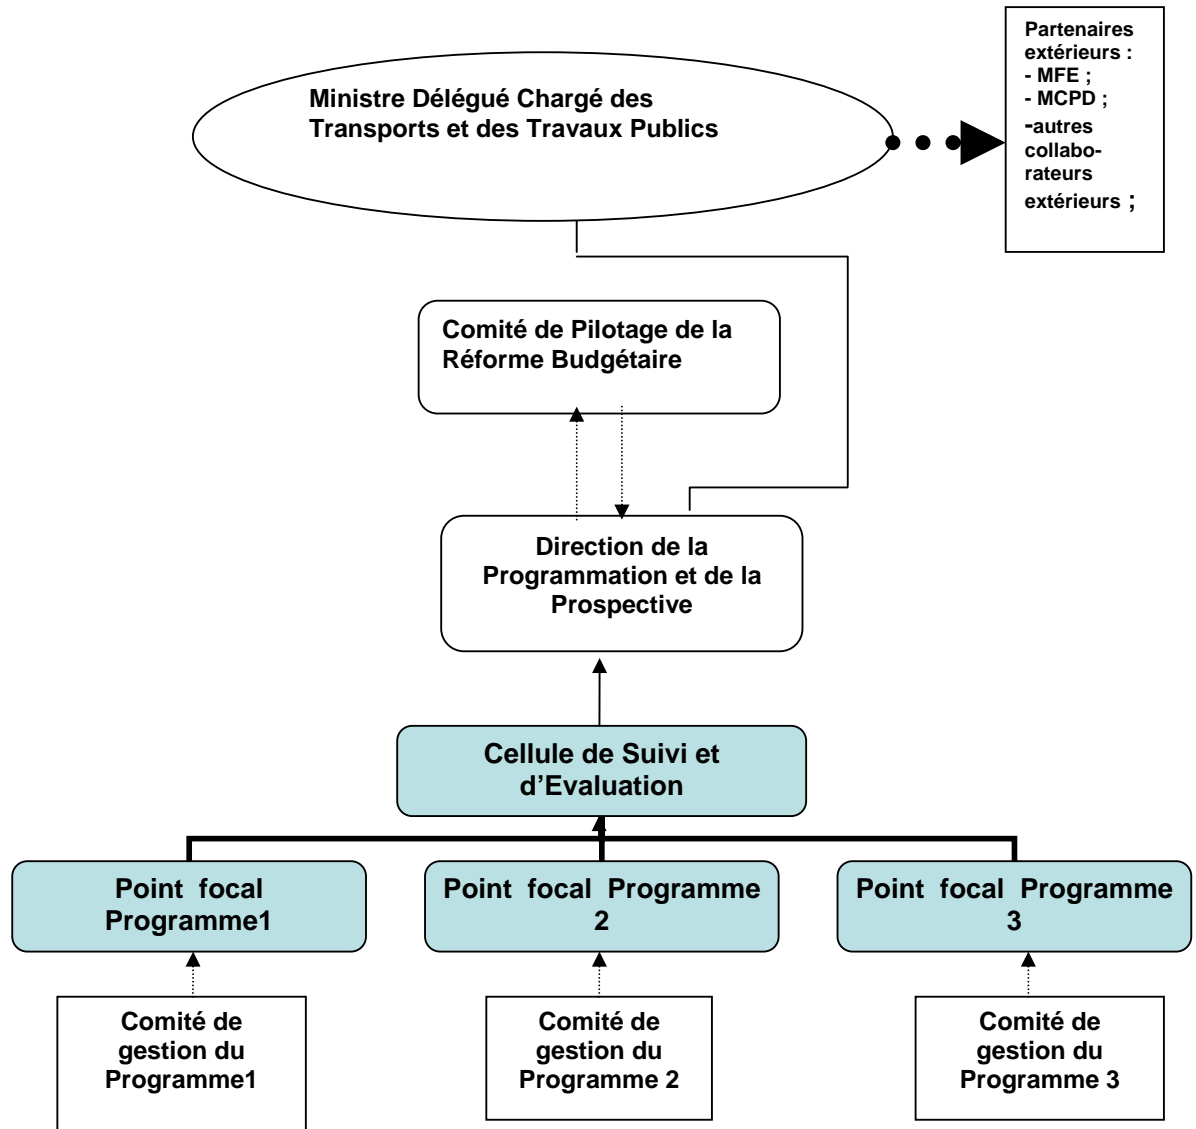 Partenaires
extérieurs :
- MFE ;
- MCPD ;
-autres
collabo-
rateurs
extérieurs ;
Ministre Délégué Chargé des
Transports et des Travaux Publics
Comité de Pilotage de la
Réforme Budgétaire
Direction de la
Programmation et de la
Prospective
Cellule de Suivi et
d’Evaluation
Point focal
Programme1
Point focal Programme
2
Point focal Programme
3
Comité de
gestion du
Programme1
Comité de
gestion du
Programme 2
Comité de
gestion du
Programme 3